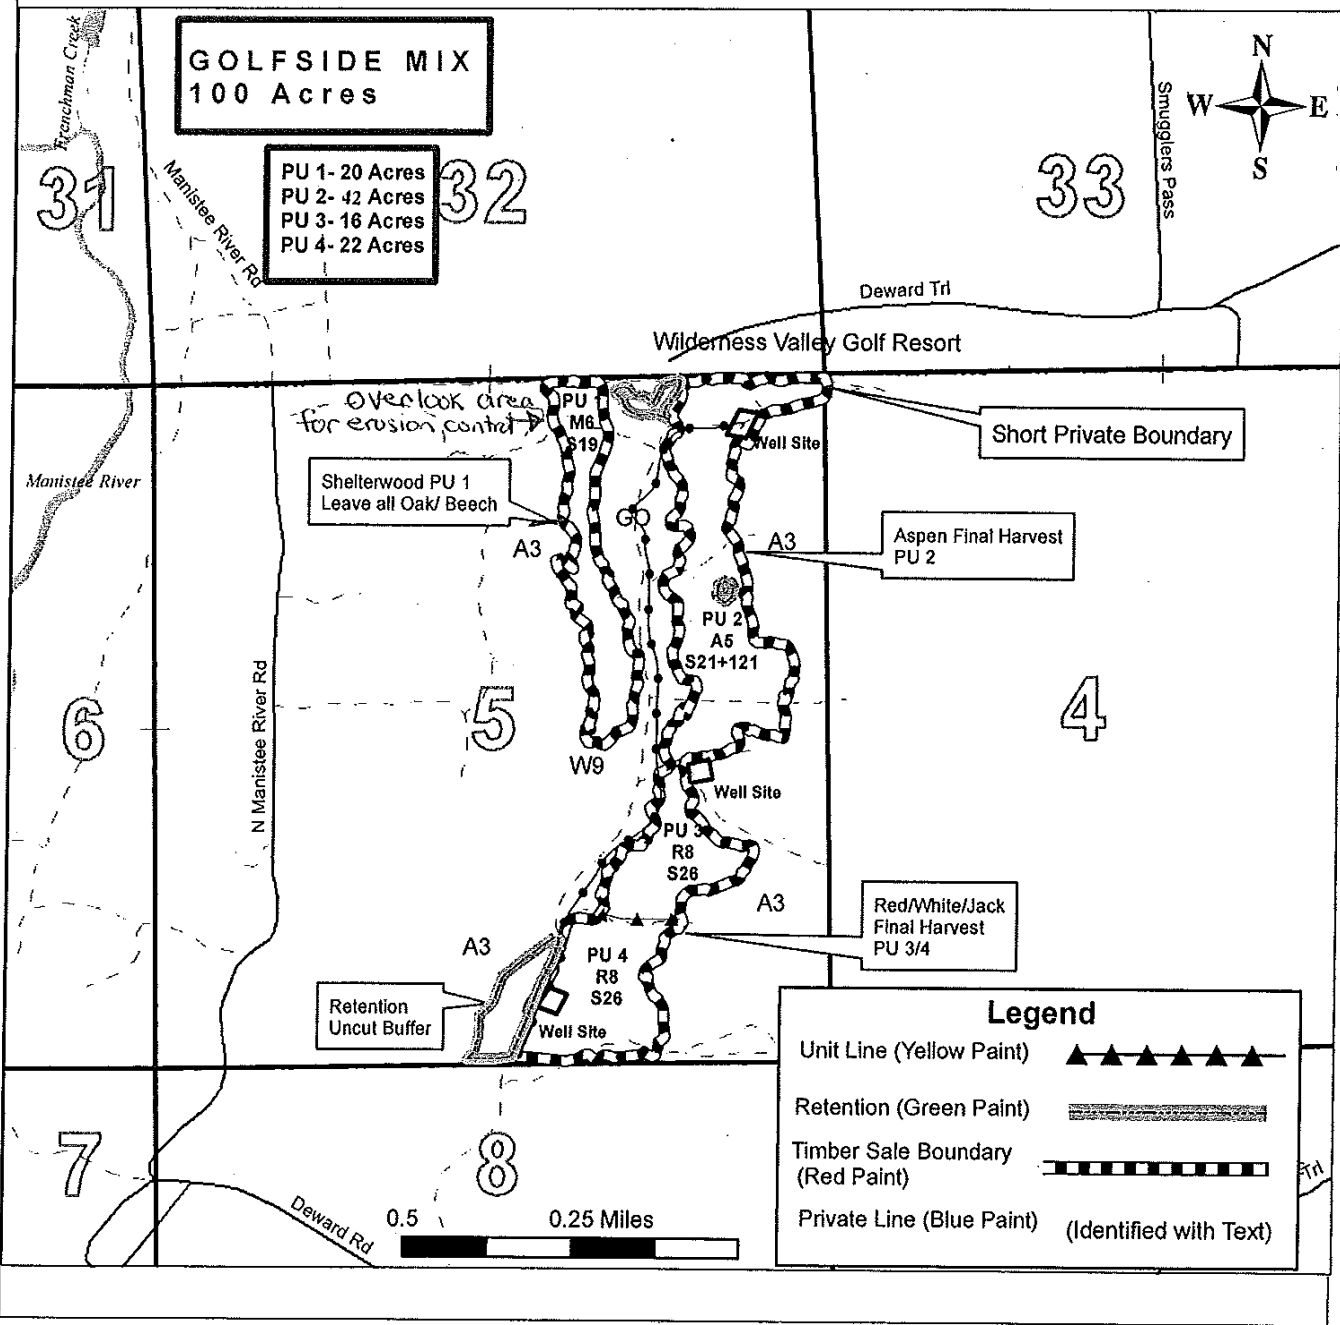 GOLFSIDE MIX
100 Acres
PU 1- 20 Acres
PU 2- 42 Acres
PU 3- 16 Acres
PU 4- 22 Acres
N
W
E
S
Frenchman Creek
31
32
33
Manistee River Rd
Smugglers Pass
Deward Trl
Wilderness Valley Golf Resort
Overlook area
for erosion control
PU 1
M6
S19
Well Site
Short Private Boundary
Shelterwood PU 1
Leave all Oak/ Beech
Manistee River
GO
A3
A3
Aspen Final Harvest
PU 2
PU 2
A5
S21+121
N Manistee River Rd
6
5
4
W9
Well Site
PU 3
R8
S26
A3
Red/White/Jack
Final Harvest
PU 3/4
A3
PU 4
R8
S26
Retention
Uncut Buffer
Well Site
Legend
Unit Line (Yellow Paint)
Retention (Green Paint)
Timber Sale Boundary
(Red Paint)
Private Line (Blue Paint)
(Identified with Text)
Trl
7
8
Deward Rd
0.5
0.25 Miles